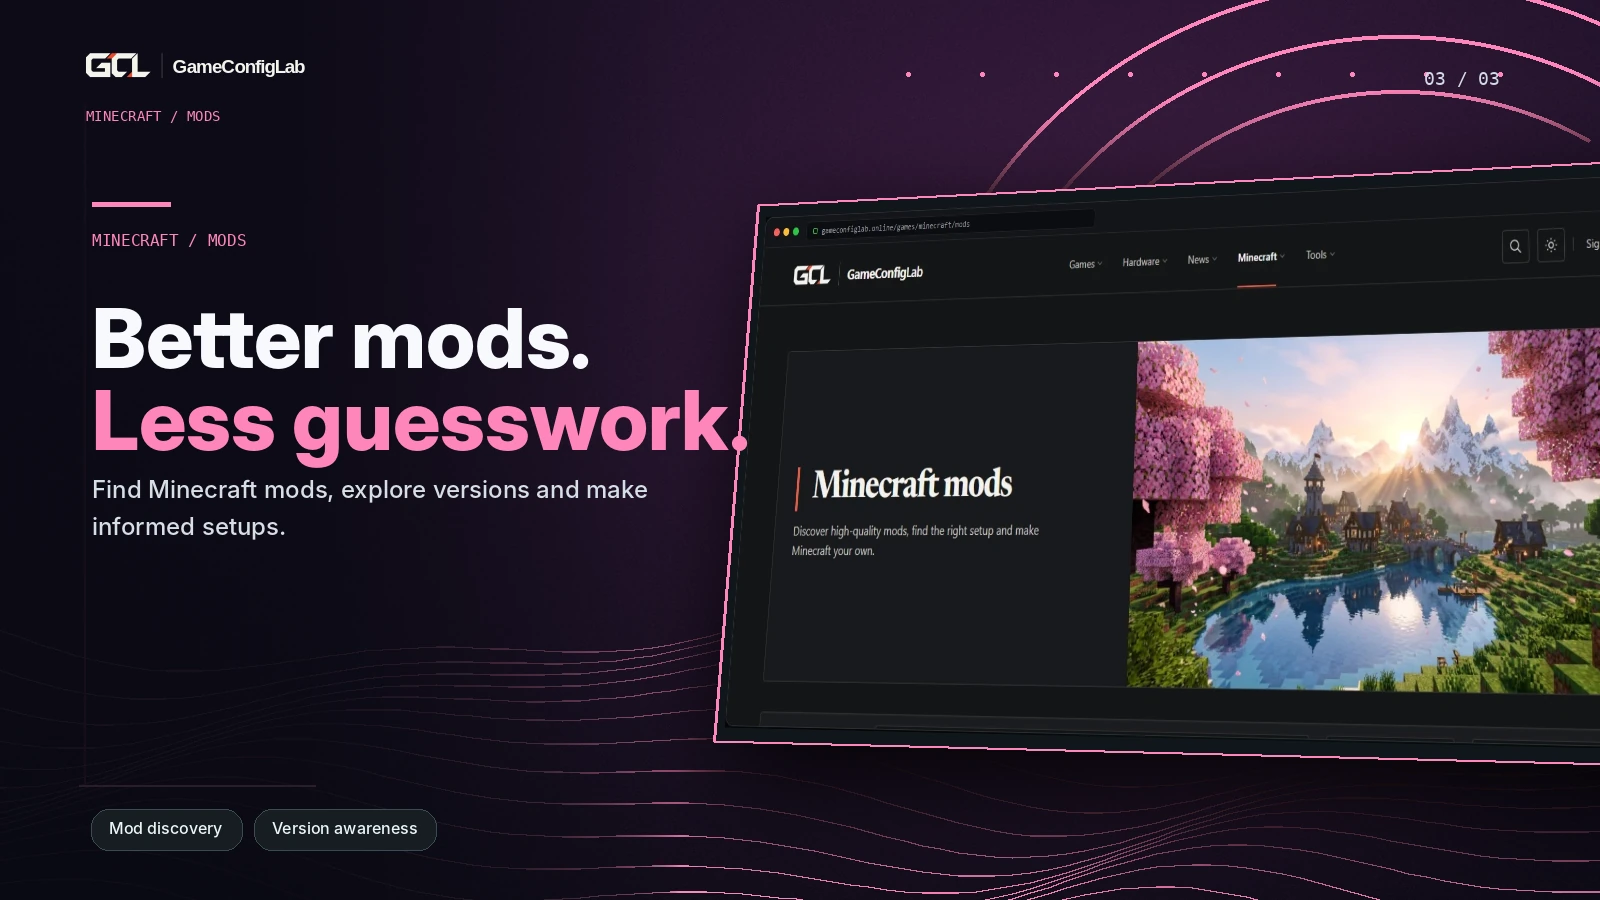 GCL GameConfigLab
MINECRAFT / MODS
03 / 03
MINECRAFT / MODS
Better mods.
Less guesswork.
Find Minecraft mods, explore versions and make
informed setups.
Mod discovery
Version awareness
gameconfiglab.online/games/minecraft/mods
GCL GameConfigLab
Games
Hardware
News
Minecraft
Tools
Sig
Minecraft mods
Discover high-quality mods, find the right setup and make
Minecraft your own.